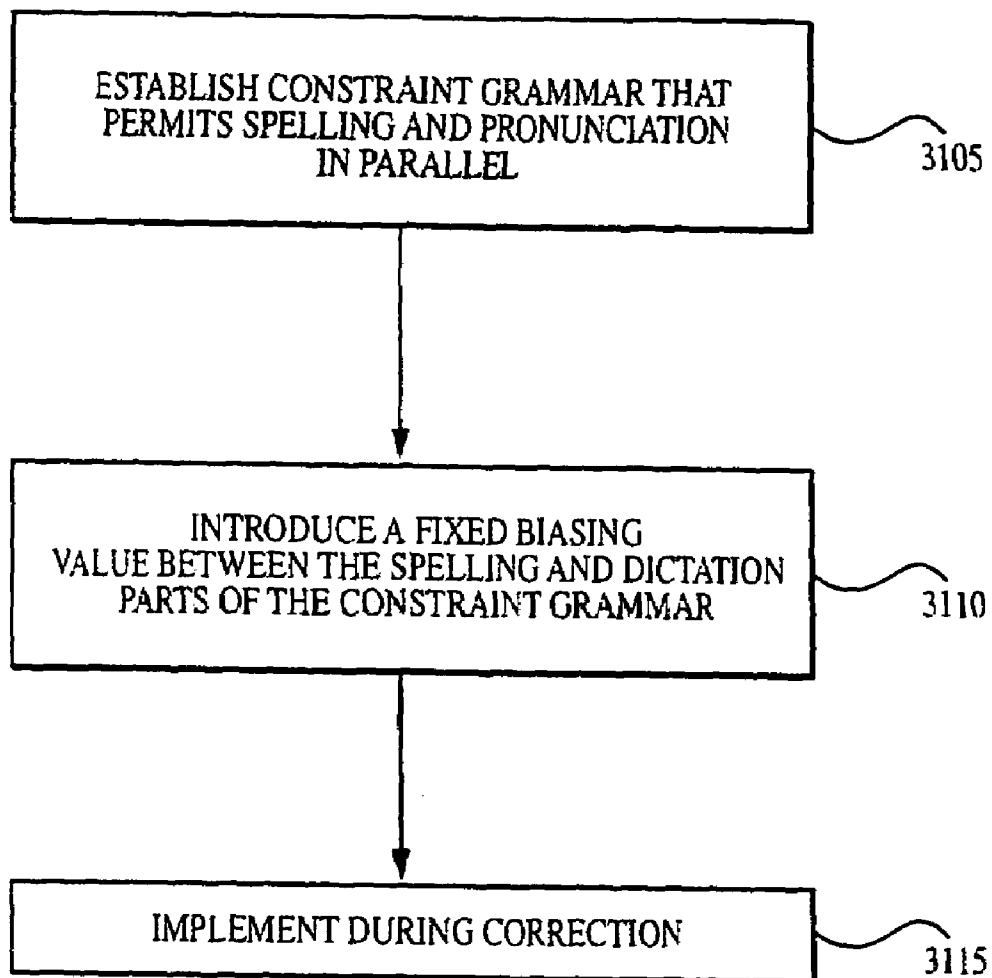 ESTABLISH CONSTRAINT GRAMMAR THAT
PERMITS SPELLING AND PRONUNCIATION
IN PARALLEL
3105
INTRODUCE A FIXED BIASING
VALUE BETWEEN THE SPELLING AND DICTATION
PARTS OF THE CONSTRAINT GRAMMAR
3110
IMPLEMENT DURING CORRECTION
3115